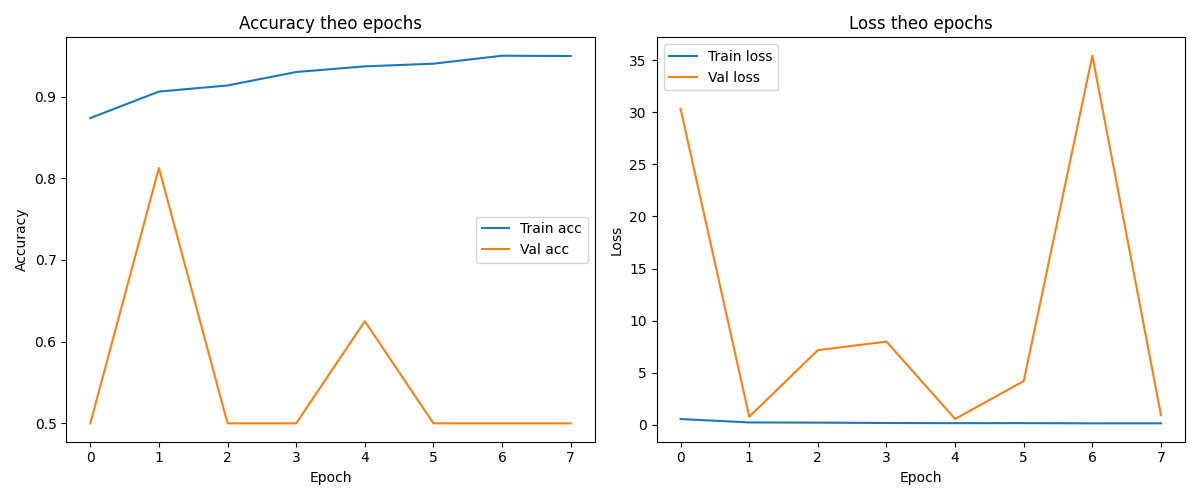 Accuracy theo epochs
Accuracy
0.9
0.8
0.7
0.6
0.5
Train acc
Val acc
0 1 2 3 4 5 6 7
Epoch
Loss theo epochs
Train loss
Val loss
Loss
35
30
25
20
15
10
5
0
0 1 2 3 4 5 6 7
Epoch